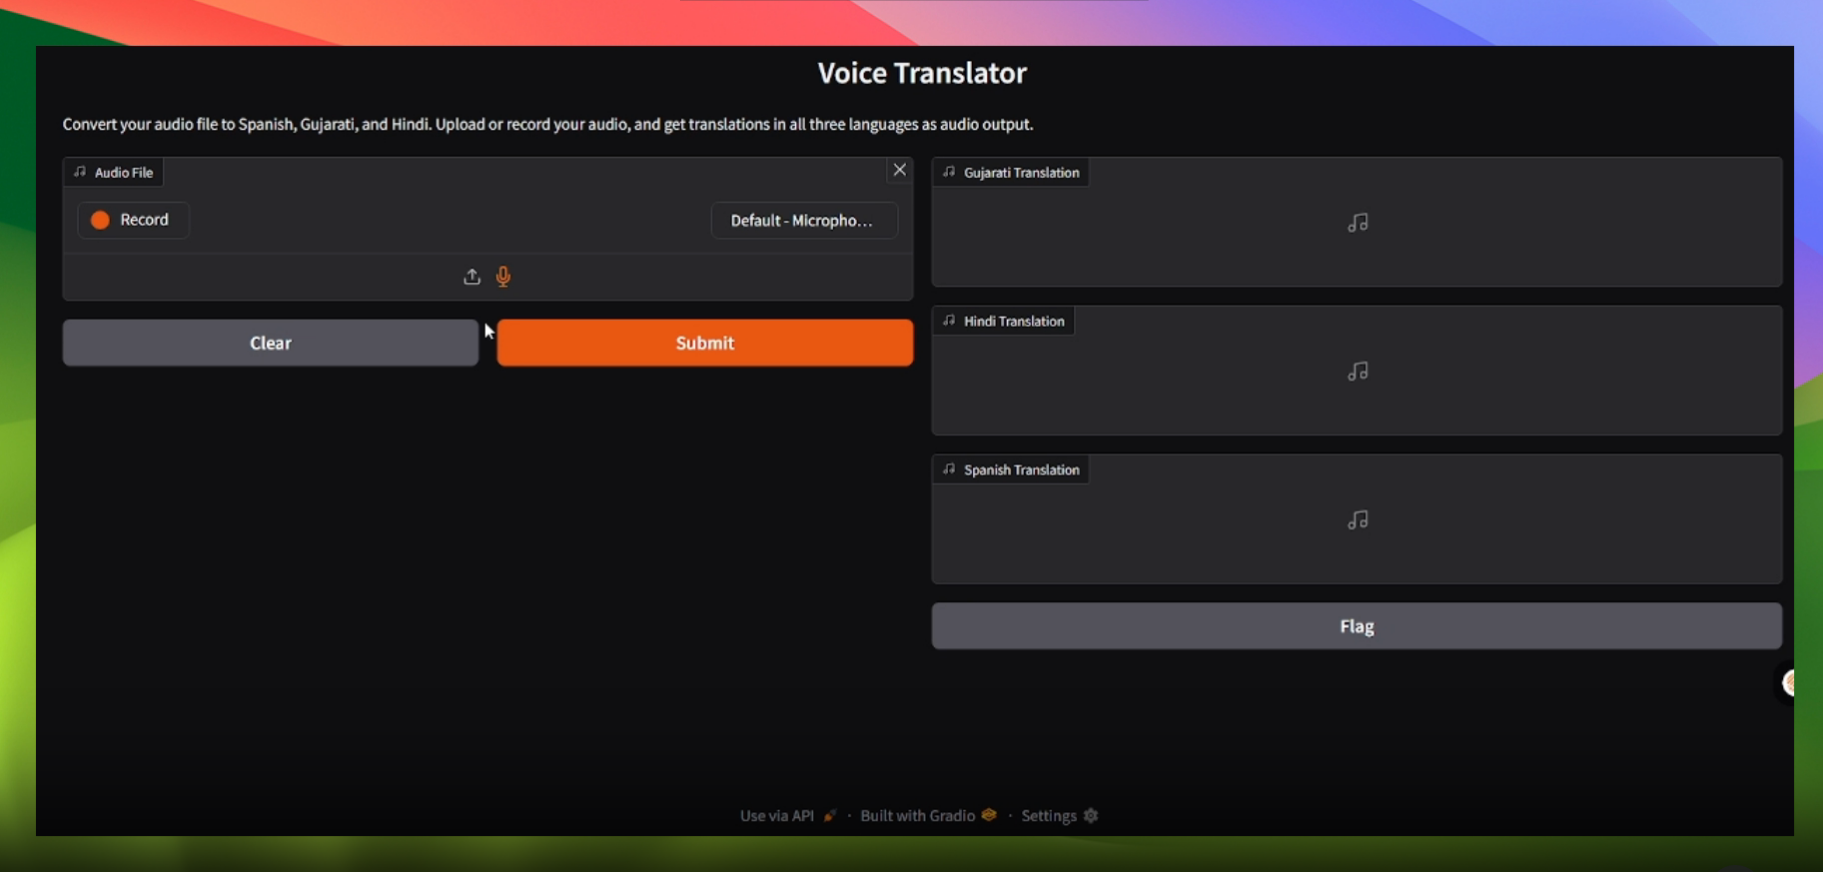 Voice Translator
Convert your audio file to Spanish, Gujarati, and Hindi. Upload or record your audio, and get translations in all three languages as audio output.
Audio File
Record
Default - Micropho...
Clear
Submit
Gujarati Translation
Hindi Translation
Spanish Translation
Flag
Use via API · Built with Gradio · Settings